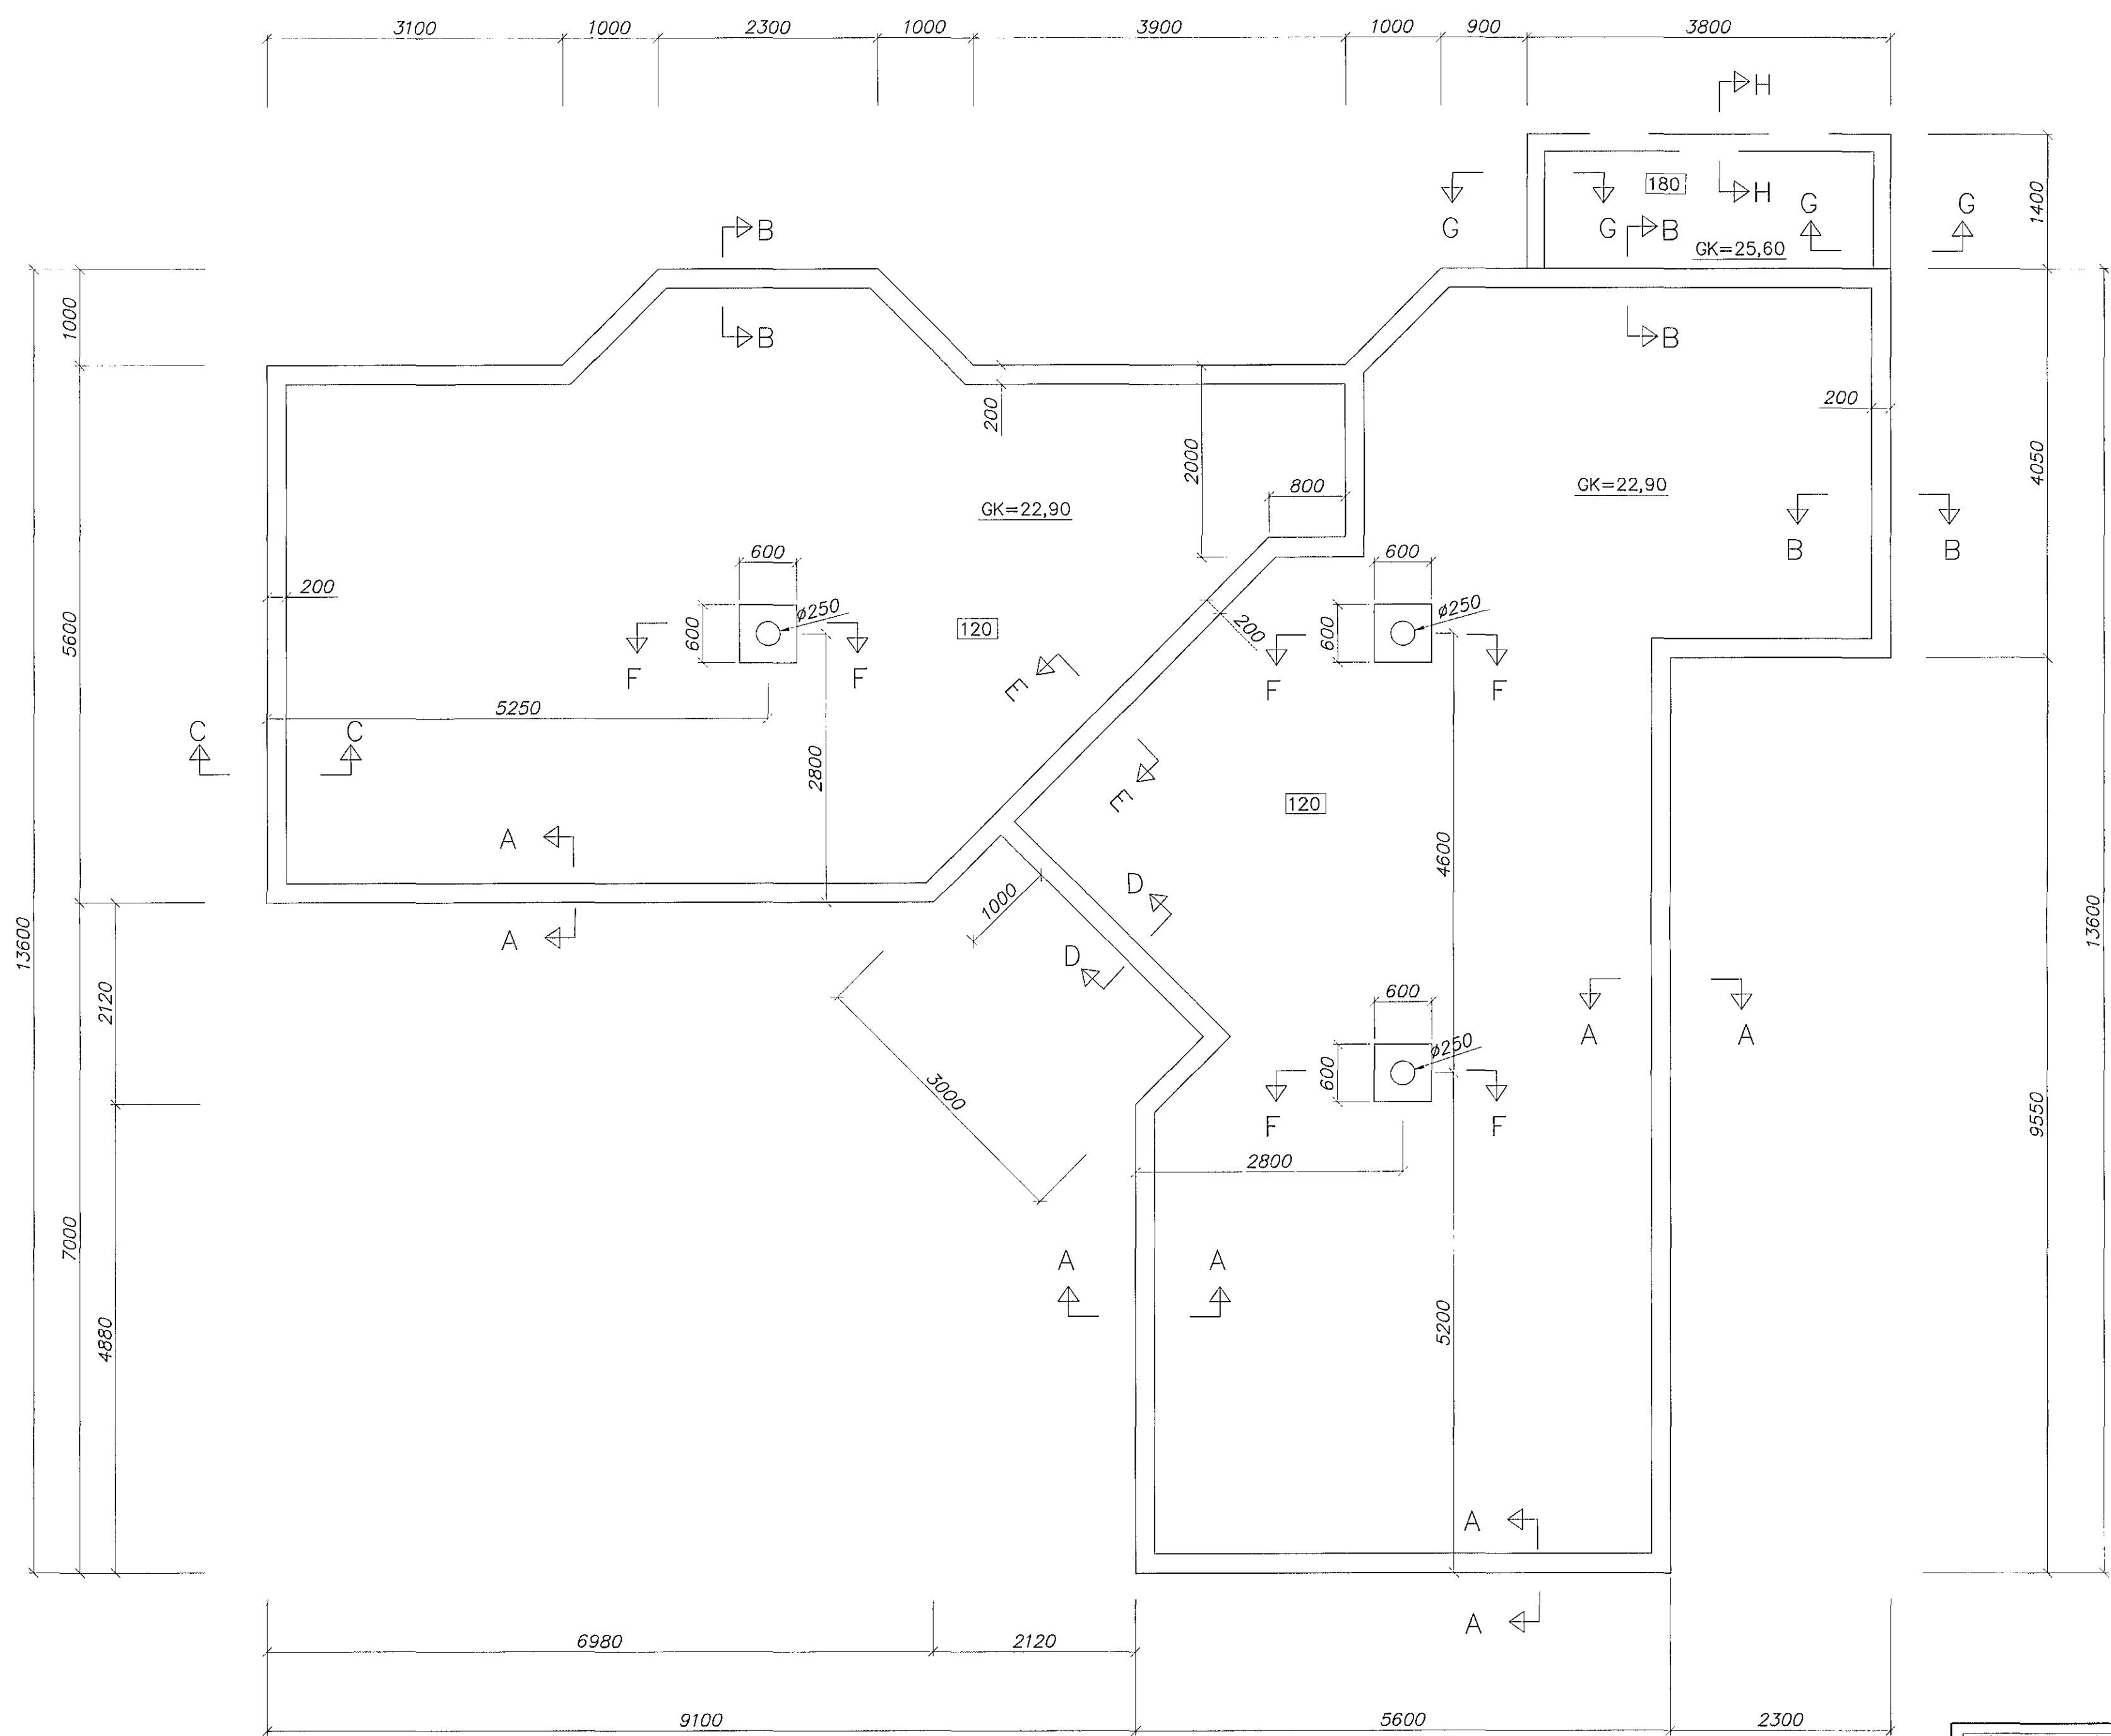 3100 1000 2300 1000 3900 1000 900 3800
H
180
H
G G G G
1400
B B
GK=25,60
1000
B B
200
200
2000
4050
800
GK=22,90
GK=22,90
B B
600 600
200
ø250 ø250
5600
600
120
200
600
F F F F
E
5250
C C
2800
E
120
A
4600
D
1000
A
D
13600
13600
2120
600
A A
ø250
600
3000
9550
F F
2800
7000
A A
4880
5200
A
A
6980 2120
9100 5600 2300